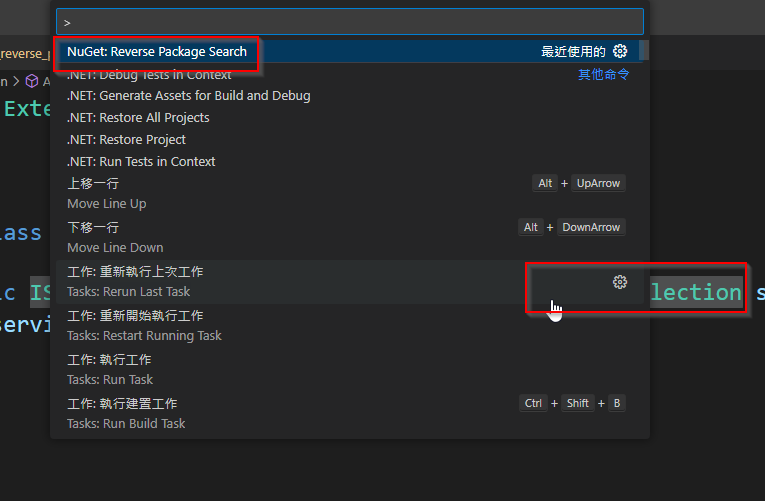 >
NuGet: Reverse Package Search 最近使用的
_reverse_p
.NET: Debug Tests in Context 其他命令
n > A
.NET: Generate Assets for Build and Debug
Exte
.NET: Restore All Projects
.NET: Restore Project
.NET: Run Tests in Context
上移一行 Alt + UpArrow
Move Line Up
下移一行 Alt + DownArrow
lass
Move Line Down
工作: 重新執行上次工作
ic IS lection s
Tasks: Rerun Last Task
工作: 重新開始執行工作
servi
Tasks: Restart Running Task
工作: 執行工作
Tasks: Run Task
工作: 執行建置工作 Ctrl + Shift + B
Tasks: Run Build Task